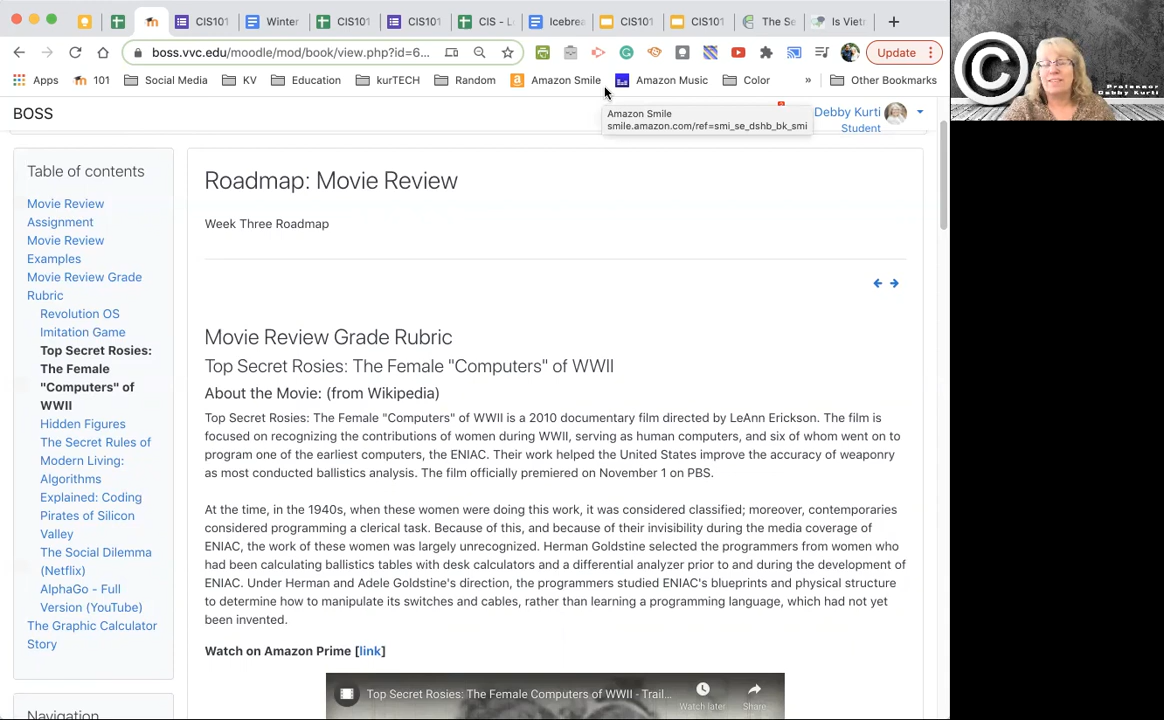 CIS101
Winter
CIS101
CIS101
CIS - L
Icebrea
CIS101
CIS101
The Se
Is Vietr
boss.vvc.edu/moodle/mod/book/view.php?id=6...
Update
Apps
101
Social Media
KV
Education
kurTECH
Random
Amazon Smile
Amazon Music
Color
»
Other Bookmarks
Amazon Smile
smile.amazon.com/ref=smi_se_dshb_bk_smi
BOSS
Debby Kurti
Student
Table of contents
Movie Review
Assignment
Movie Review
Examples
Movie Review Grade
Rubric
Revolution OS
Imitation Game
Top Secret Rosies:
The Female
"Computers" of
WWII
Hidden Figures
The Secret Rules of
Modern Living:
Algorithms
Explained: Coding
Pirates of Silicon
Valley
The Social Dilemma
(Netflix)
AlphaGo - Full
Version (YouTube)
The Graphic Calculator
Story
Navigation
Roadmap: Movie Review
Week Three Roadmap
Movie Review Grade Rubric
Top Secret Rosies: The Female "Computers" of WWII
About the Movie: (from Wikipedia)
Top Secret Rosies: The Female "Computers" of WWII is a 2010 documentary film directed by LeAnn Erickson. The film is
focused on recognizing the contributions of women during WWII, serving as human computers, and six of whom went on to
program one of the earliest computers, the ENIAC. Their work helped the United States improve the accuracy of weaponry
as most conducted ballistics analysis. The film officially premiered on November 1 on PBS.
At the time, in the 1940s, when these women were doing this work, it was considered classified; moreover, contemporaries
considered programming a clerical task. Because of this, and because of their invisibility during the media coverage of
ENIAC, the work of these women was largely unrecognized. Herman Goldstine selected the programmers from women who
had been calculating ballistics tables with desk calculators and a differential analyzer prior to and during the development of
ENIAC. Under Herman and Adele Goldstine's direction, the programmers studied ENIAC's blueprints and physical structure
to determine how to manipulate its switches and cables, rather than learning a programming language, which had not yet
been invented.
Watch on Amazon Prime [link]
Top Secret Rosies: The Female Computers of WWII - Trail...
Watch later
Share
C
Professor
Debby Kurti